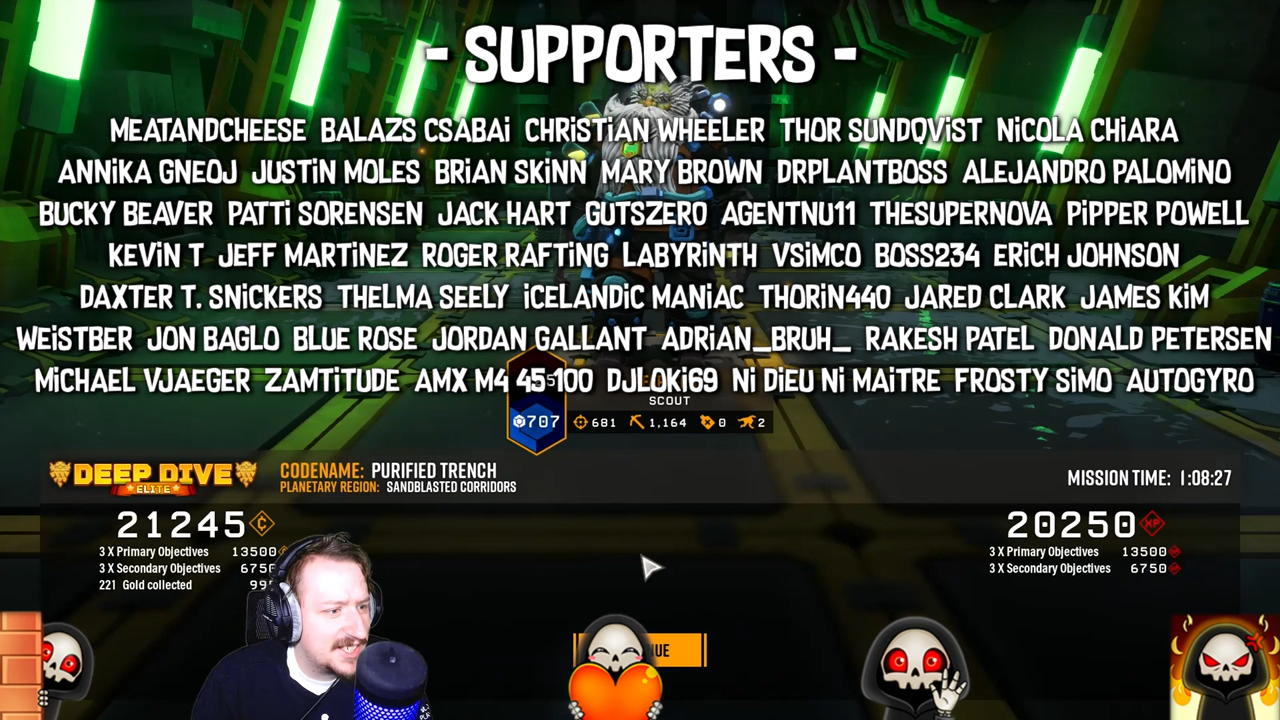 - SUPPORTERS -
MEATANDCHEESE BALAZS CSABAi CHRiSTiAN WHEELER THOR SUNDQViST NiCOLA CHiARA
ANNiKA GNEOJ JUSTiN MOLES BRiAN SKiNN MARY BROWN DRPLANTBOSS ALEJANDRO PALOMiNO
BUCKY BEAVER PATTi SORENSEN JACK HART GUTSZERO AGENTNU11 THESUPERNOVA PiPPER POWELL
KEViN T JEFF MARTiNEZ ROGER RAFTiNG LABYRiNTH VSiMCO BOSS234 ERiCH JOHNSON
DAXTER T. SNiCKERS THELMA SEELY iCELANDiC MANiAC THORiN440 JARED CLARK JAMES KiM
WEiSTBER JON BAGLO BLUE ROSE JORDAN GALLANT ADRiAN_BRUH_ RAKESH PATEL DONALD PETERSEN
MiCHAEL VJAEGER ZAMTiTUDE AMX M4 45-100 DJLOKi69 Ni DiEU Ni MAiTRE FROSTY SiMO AUTOGYRO
SCOUT
707 681 1,164 0 2
DEEP DIVE
ELITE
CODENAME: PURIFIED TRENCH
PLANETARY REGION: SANDBLASTED CORRIDORS
MISSION TIME: 1:08:27
21245
3 X Primary Objectives 13500
3 X Secondary Objectives 6750
221 Gold collected
20250 XP
3 X Primary Objectives 13500
3 X Secondary Objectives 6750